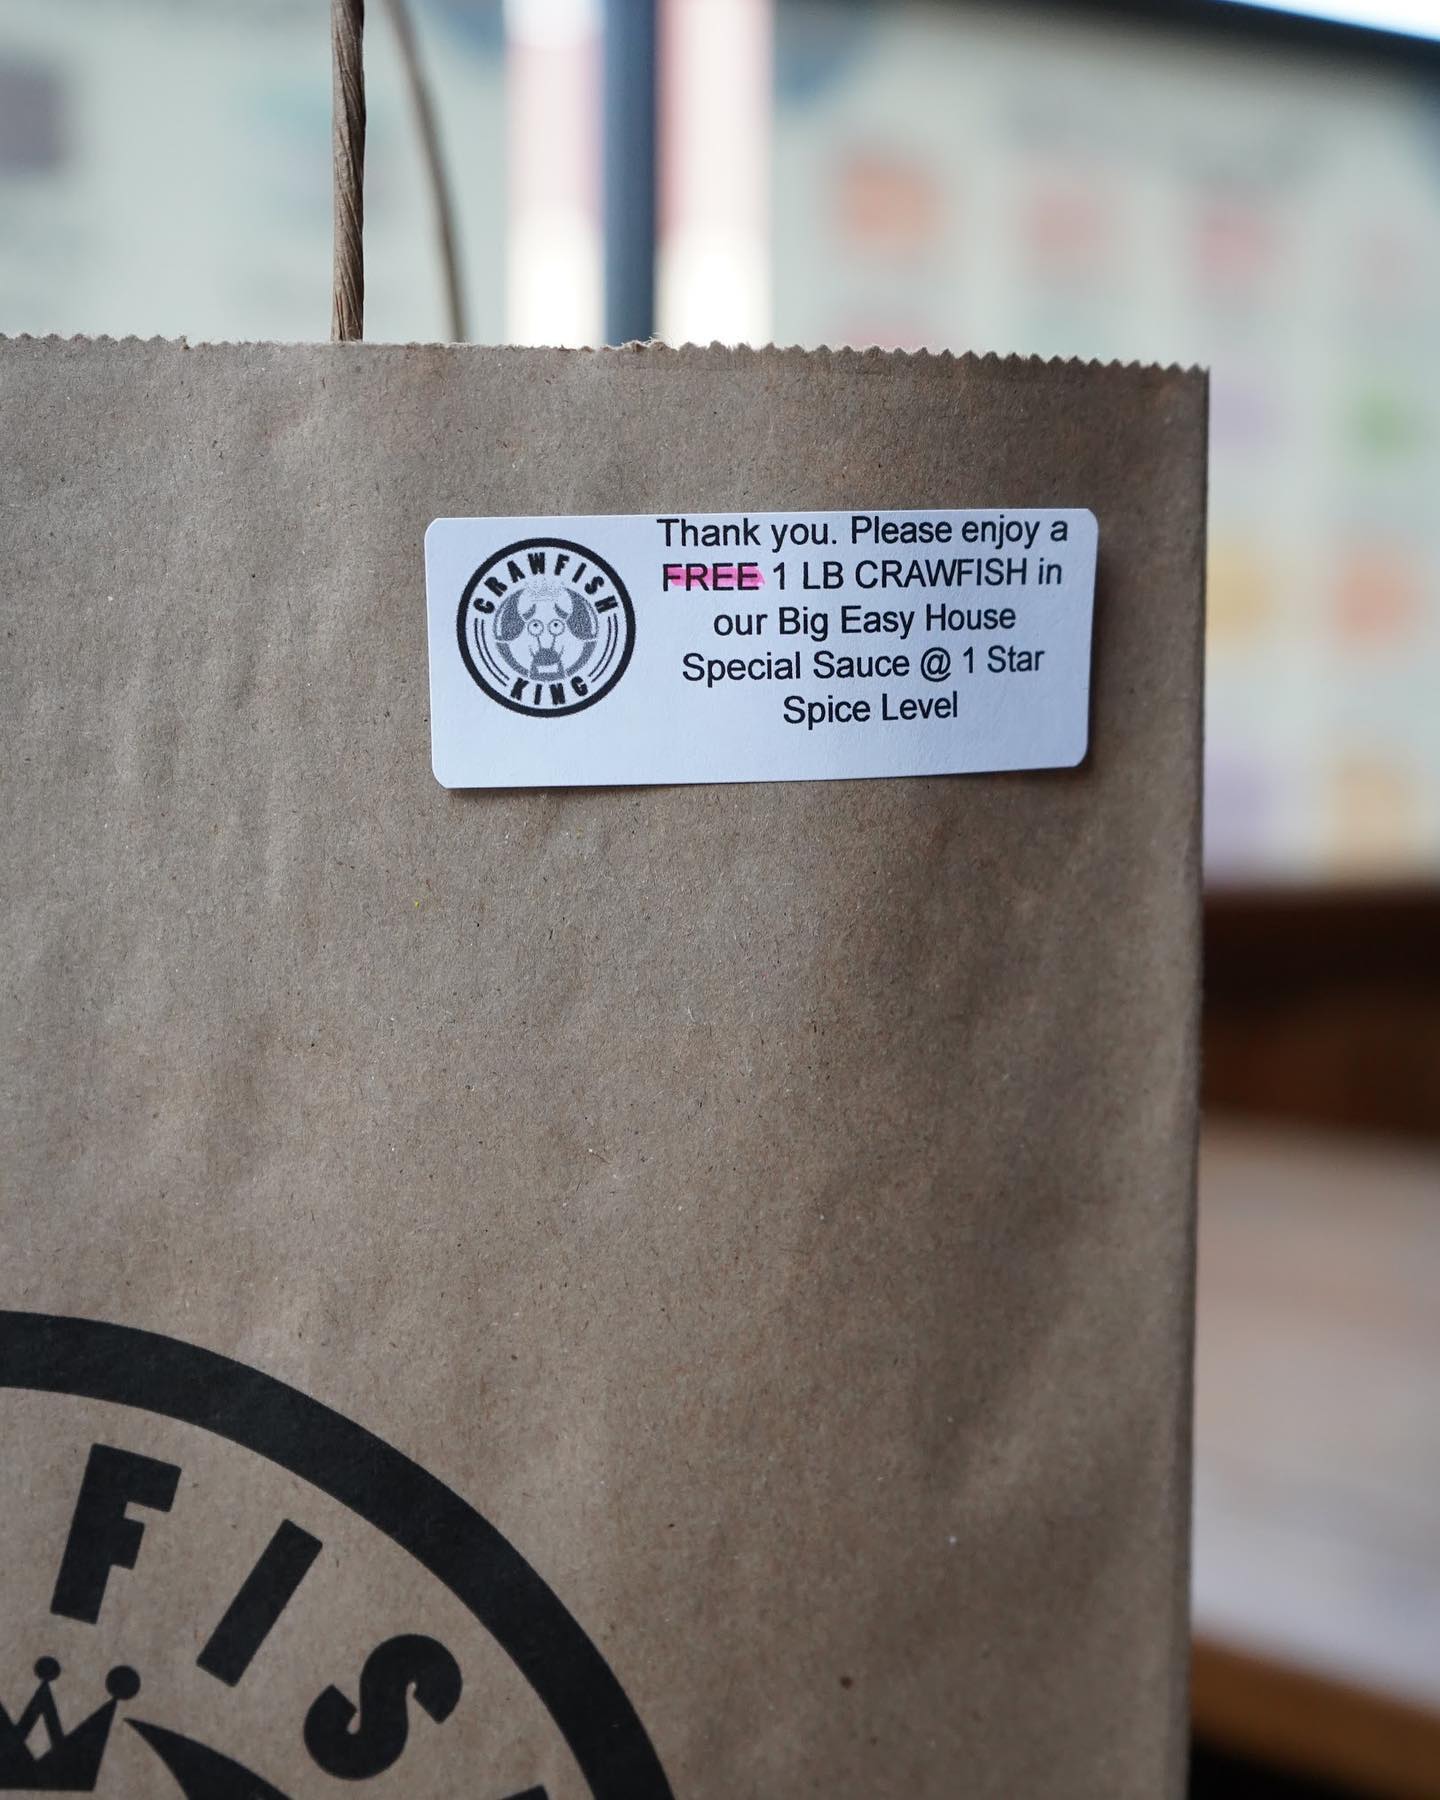 Thank you. Please enjoy a
FREE 1 LB CRAWFISH in
our Big Easy House
Special Sauce @ 1 Star
Spice Level
CRAWFISH
KING
FIS